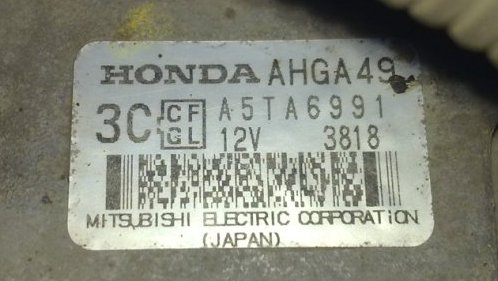 HONDA AHGA49
3C CF A5TA6991
GL 12V 3818
MITSUBISHI ELECTRIC CORPORATION
(JAPAN)